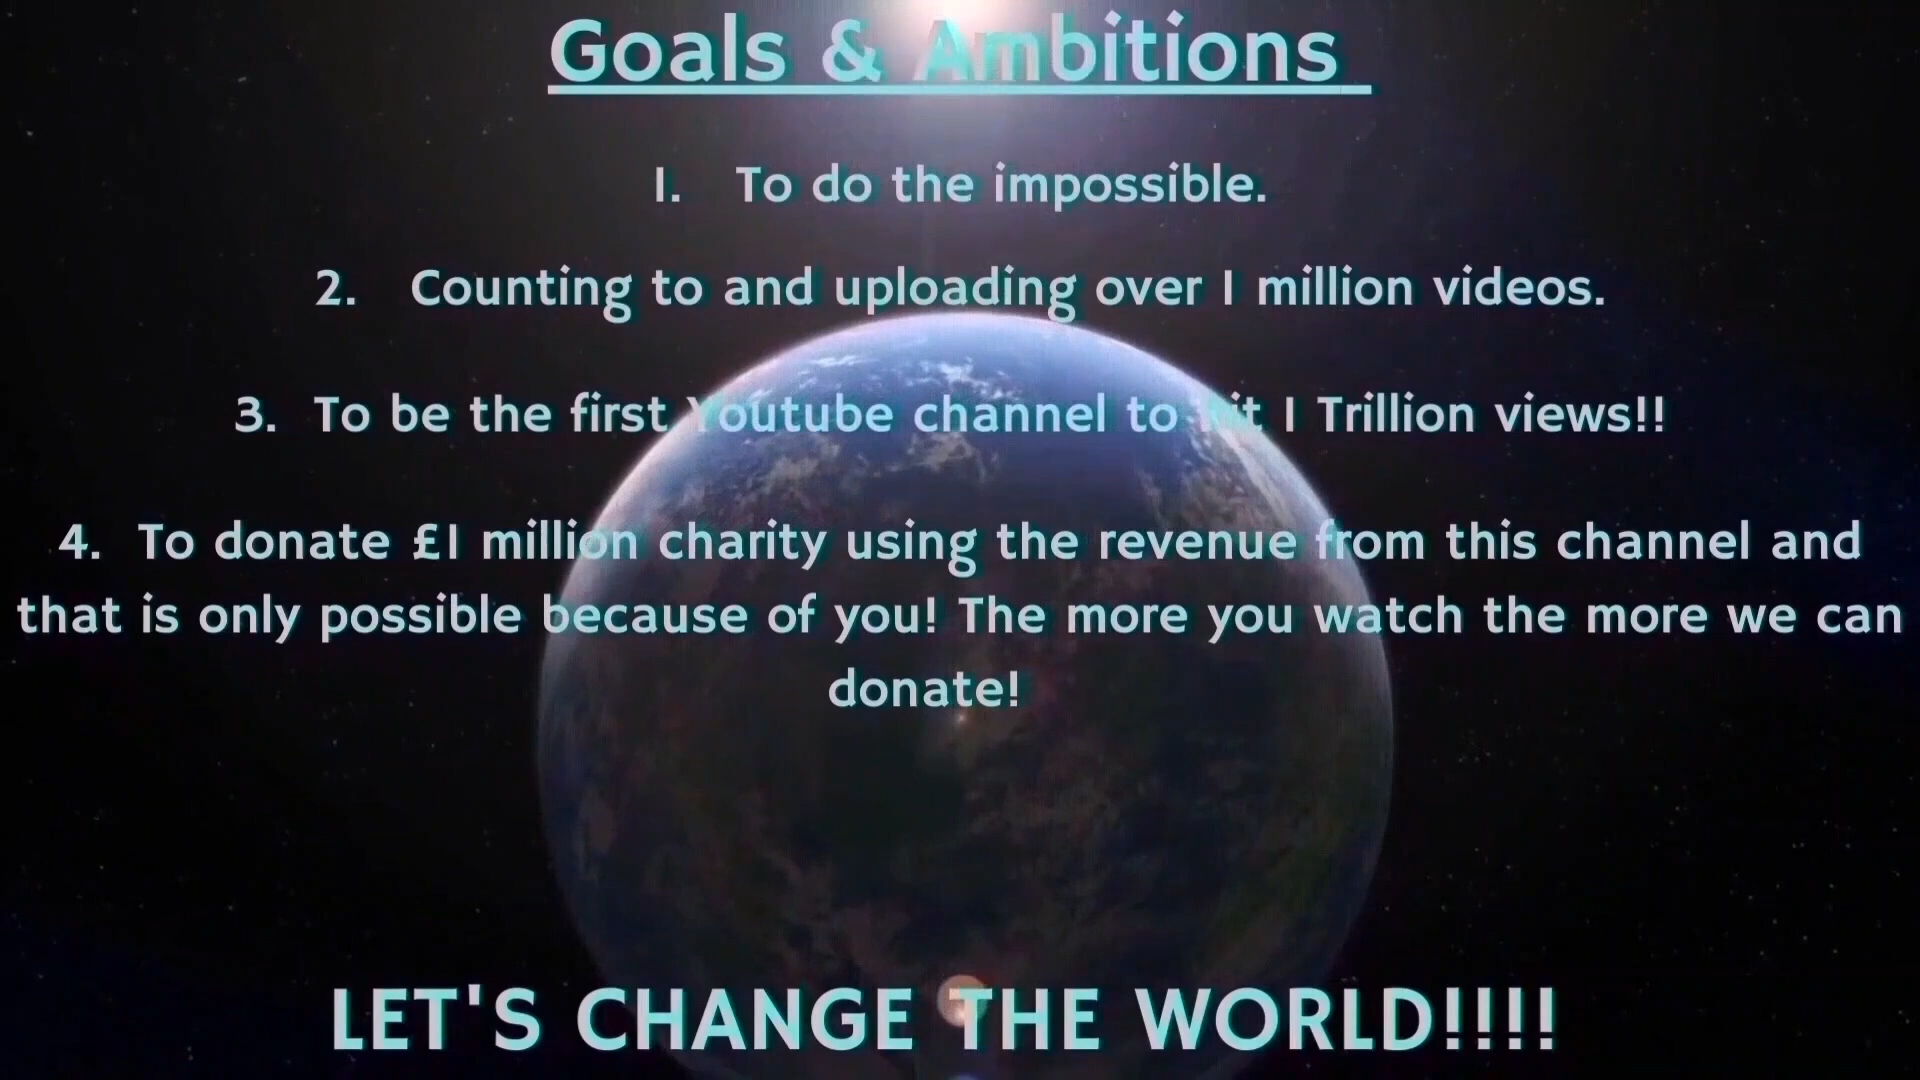 Goals & Ambitions
1. To do the impossible.
2. Counting to and uploading over 1 million videos.
3. To be the first Youtube channel to hit 1 Trillion views!!
4. To donate £1 million charity using the revenue from this channel and
that is only possible because of you! The more you watch the more we can
donate!
LET'S CHANGE THE WORLD!!!!